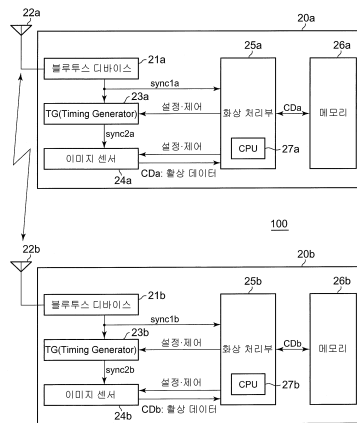 22a
20a
21a
블루투스 디바이스
25a
26a
sync1a
23a
TG(Timing Generator)
설정·제어
화상 처리부
CDa
메모리
sync2a
설정·제어
이미지 센서
CPU
27a
24a
CDa: 촬상 데이터
100
22b
20b
블루투스 디바이스
21b
25b
26b
sync1b
23b
TG(Timing Generator)
설정·제어
화상 처리부
CDb
메모리
sync2b
설정·제어
이미지 센서
CPU
27b
24b
CDb: 촬상 데이터